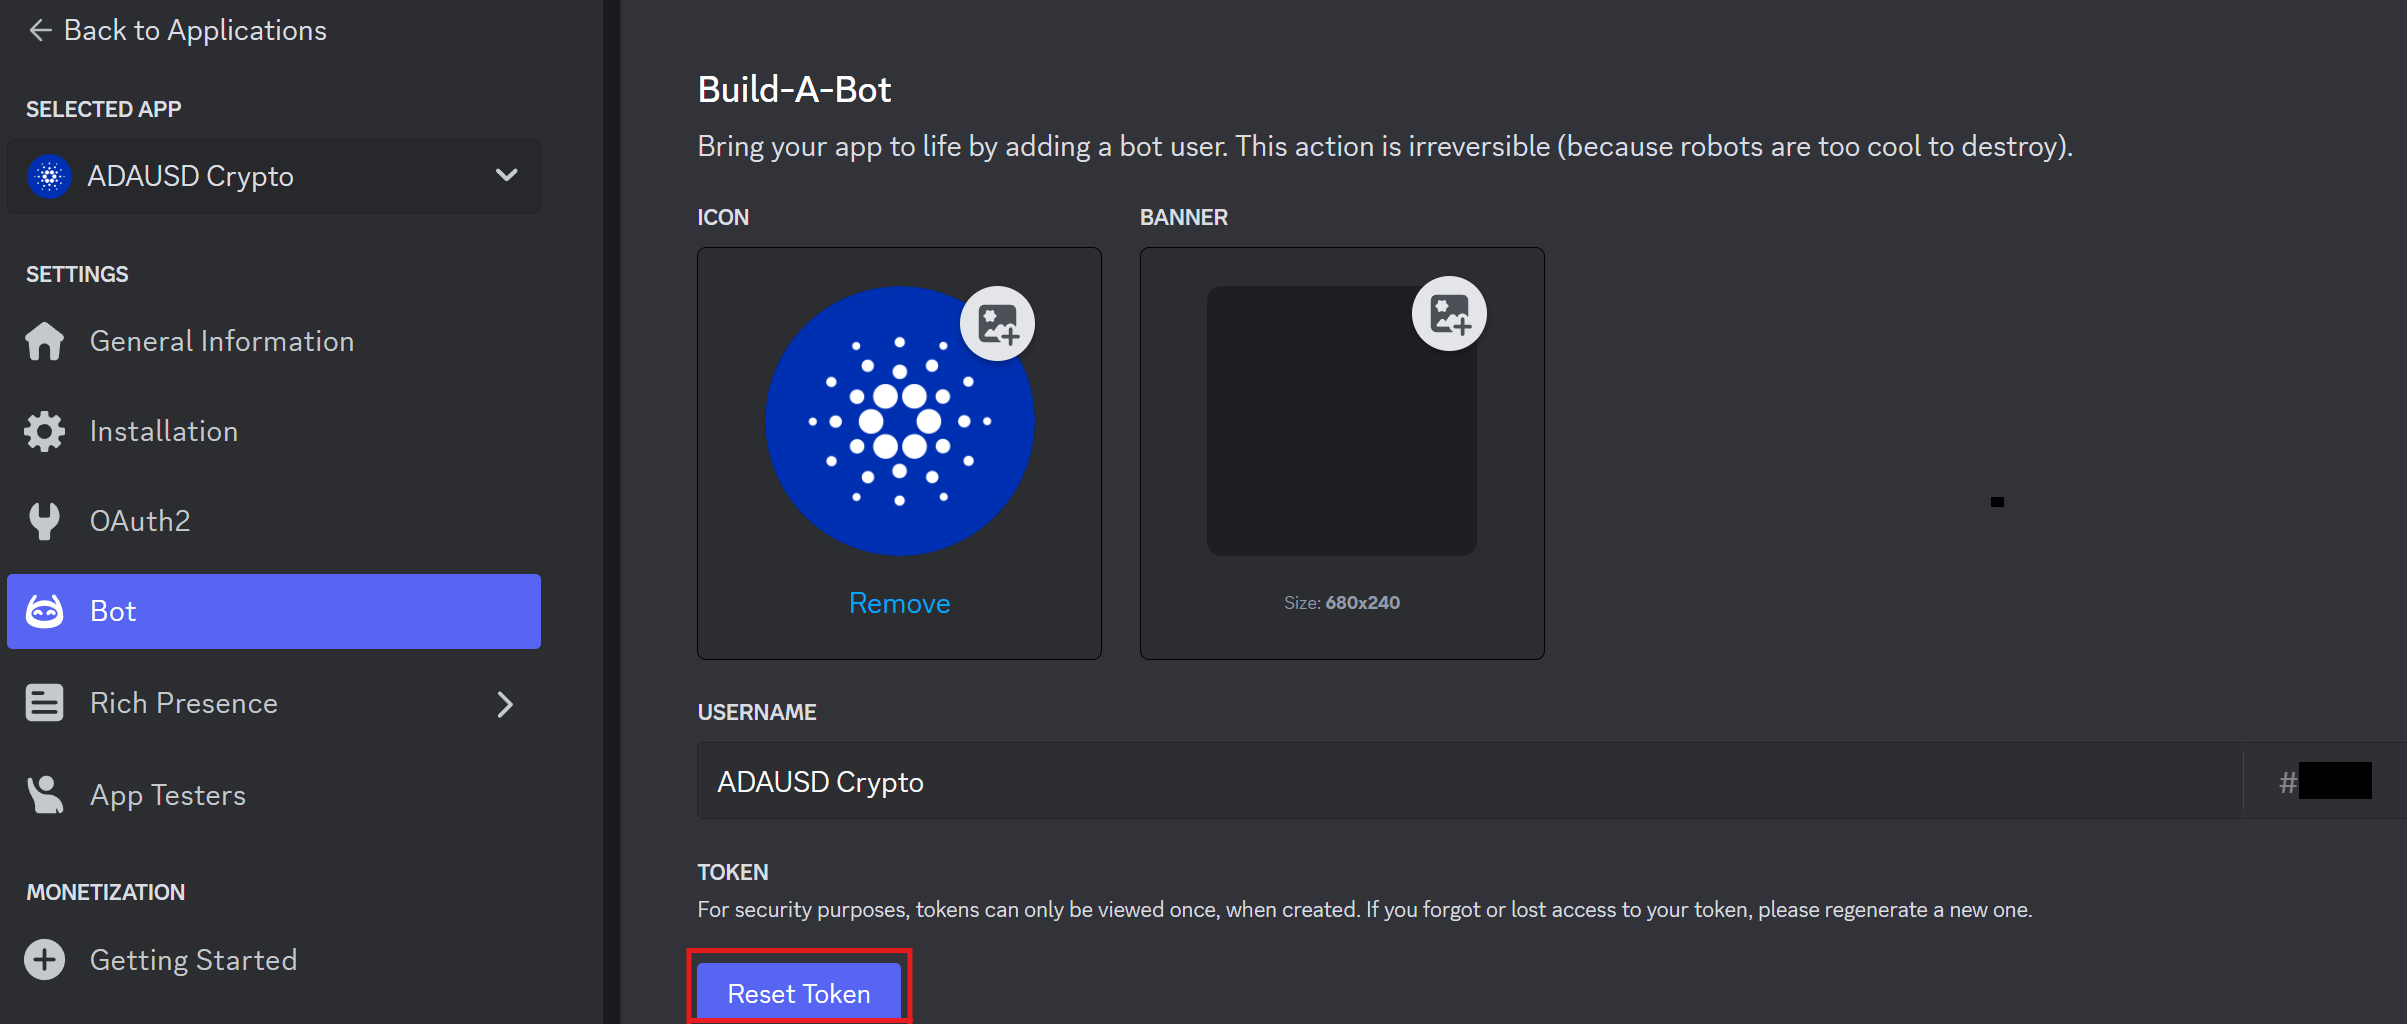 Back to Applications
SELECTED APP
ADAUSD Crypto
SETTINGS
General Information
Installation
OAuth2
Bot
Rich Presence
App Testers
MONETIZATION
Getting Started
Build-A-Bot
Bring your app to life by adding a bot user. This action is irreversible (because robots are too cool to destroy).
ICON
BANNER
Remove
Size: 680x240
USERNAME
ADAUSD Crypto
#
TOKEN
For security purposes, tokens can only be viewed once, when created. If you forgot or lost access to your token, please regenerate a new one.
Reset Token